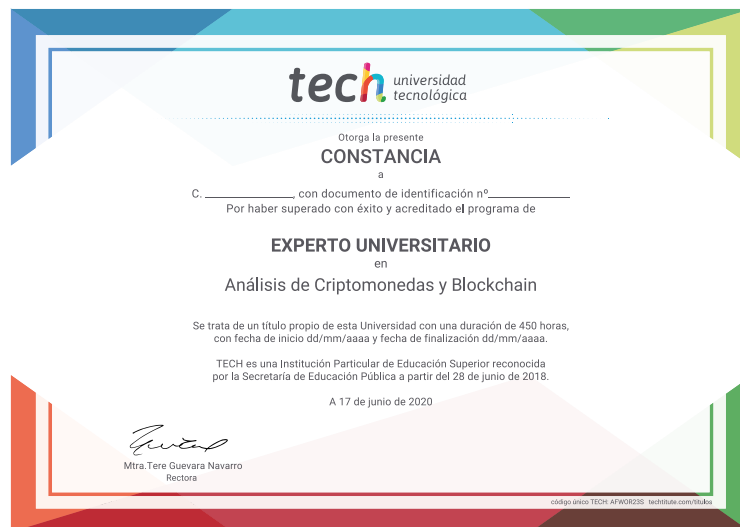 tech universidad
tecnológica
Otorga la presente
CONSTANCIA
a
C. ______________, con documento de identificación nº______________
Por haber superado con éxito y acreditado el programa de
EXPERTO UNIVERSITARIO
en
Análisis de Criptomonedas y Blockchain
Se trata de un título propio de esta Universidad con una duración de 450 horas,
con fecha de inicio dd/mm/aaaa y fecha de finalización dd/mm/aaaa.
TECH es una Institución Particular de Educación Superior reconocida
por la Secretaría de Educación Pública a partir del 28 de junio de 2018.
A 17 de junio de 2020
Mtra.Tere Guevara Navarro
Rectora
código único TECH: AFWOR23S techtitute.com/titulos